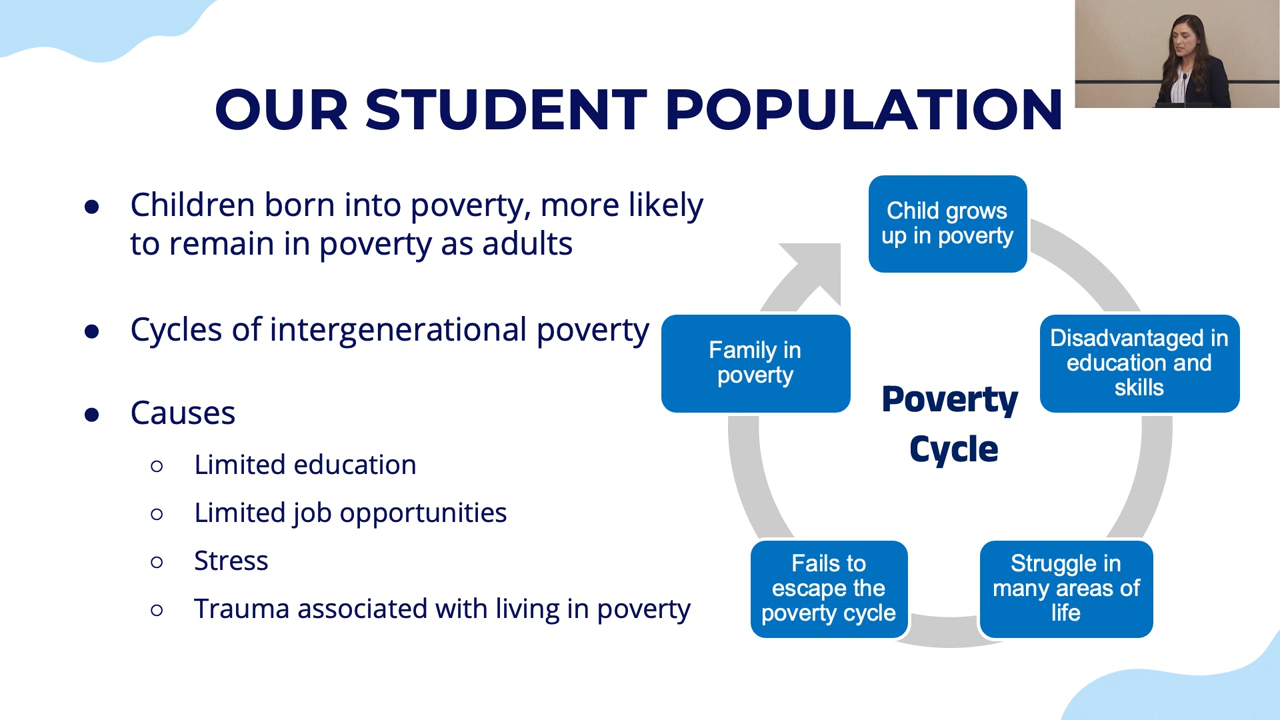 OUR STUDENT POPULATION
● Children born into poverty, more likely
to remain in poverty as adults
● Cycles of intergenerational poverty
● Causes
○ Limited education
○ Limited job opportunities
○ Stress
○ Trauma associated with living in poverty
Child grows
up in poverty
Disadvantaged in
education and
skills
Struggle in
many areas of
life
Fails to
escape the
poverty cycle
Family in
poverty
Poverty
Cycle